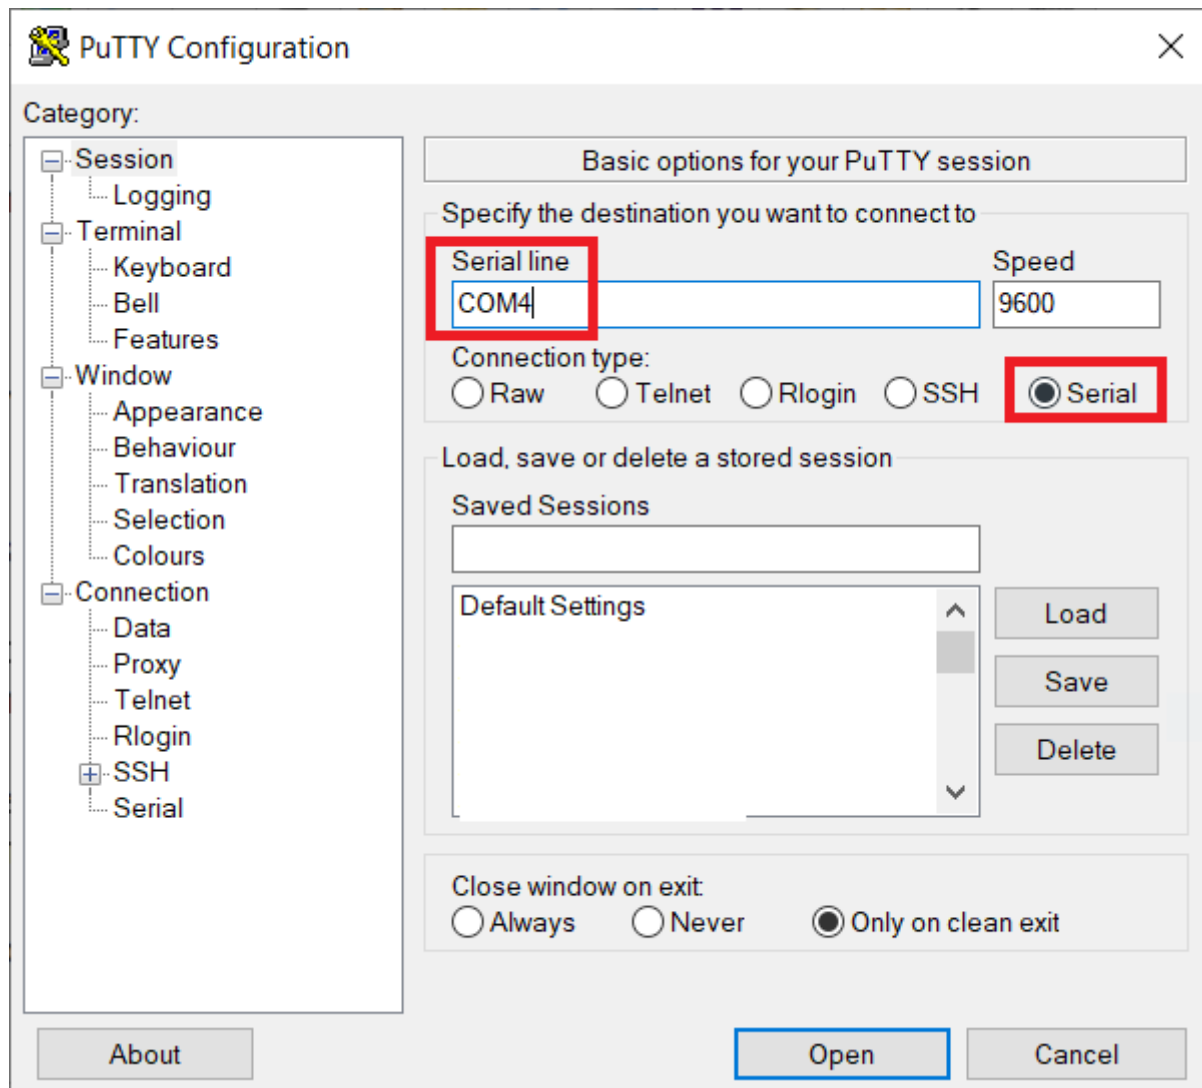 PuTTY Configuration
Category:
Session
Logging
Terminal
Keyboard
Bell
Features
Window
Appearance
Behaviour
Translation
Selection
Colours
Connection
Data
Proxy
Telnet
Rlogin
SSH
Serial
Basic options for your PuTTY session
Specify the destination you want to connect to
Serial line Speed
COM4 9600
Connection type:
Raw Telnet Rlogin SSH Serial
Load, save or delete a stored session
Saved Sessions
Default Settings
Load
Save
Delete
Close window on exit:
Always Never Only on clean exit
About Open Cancel